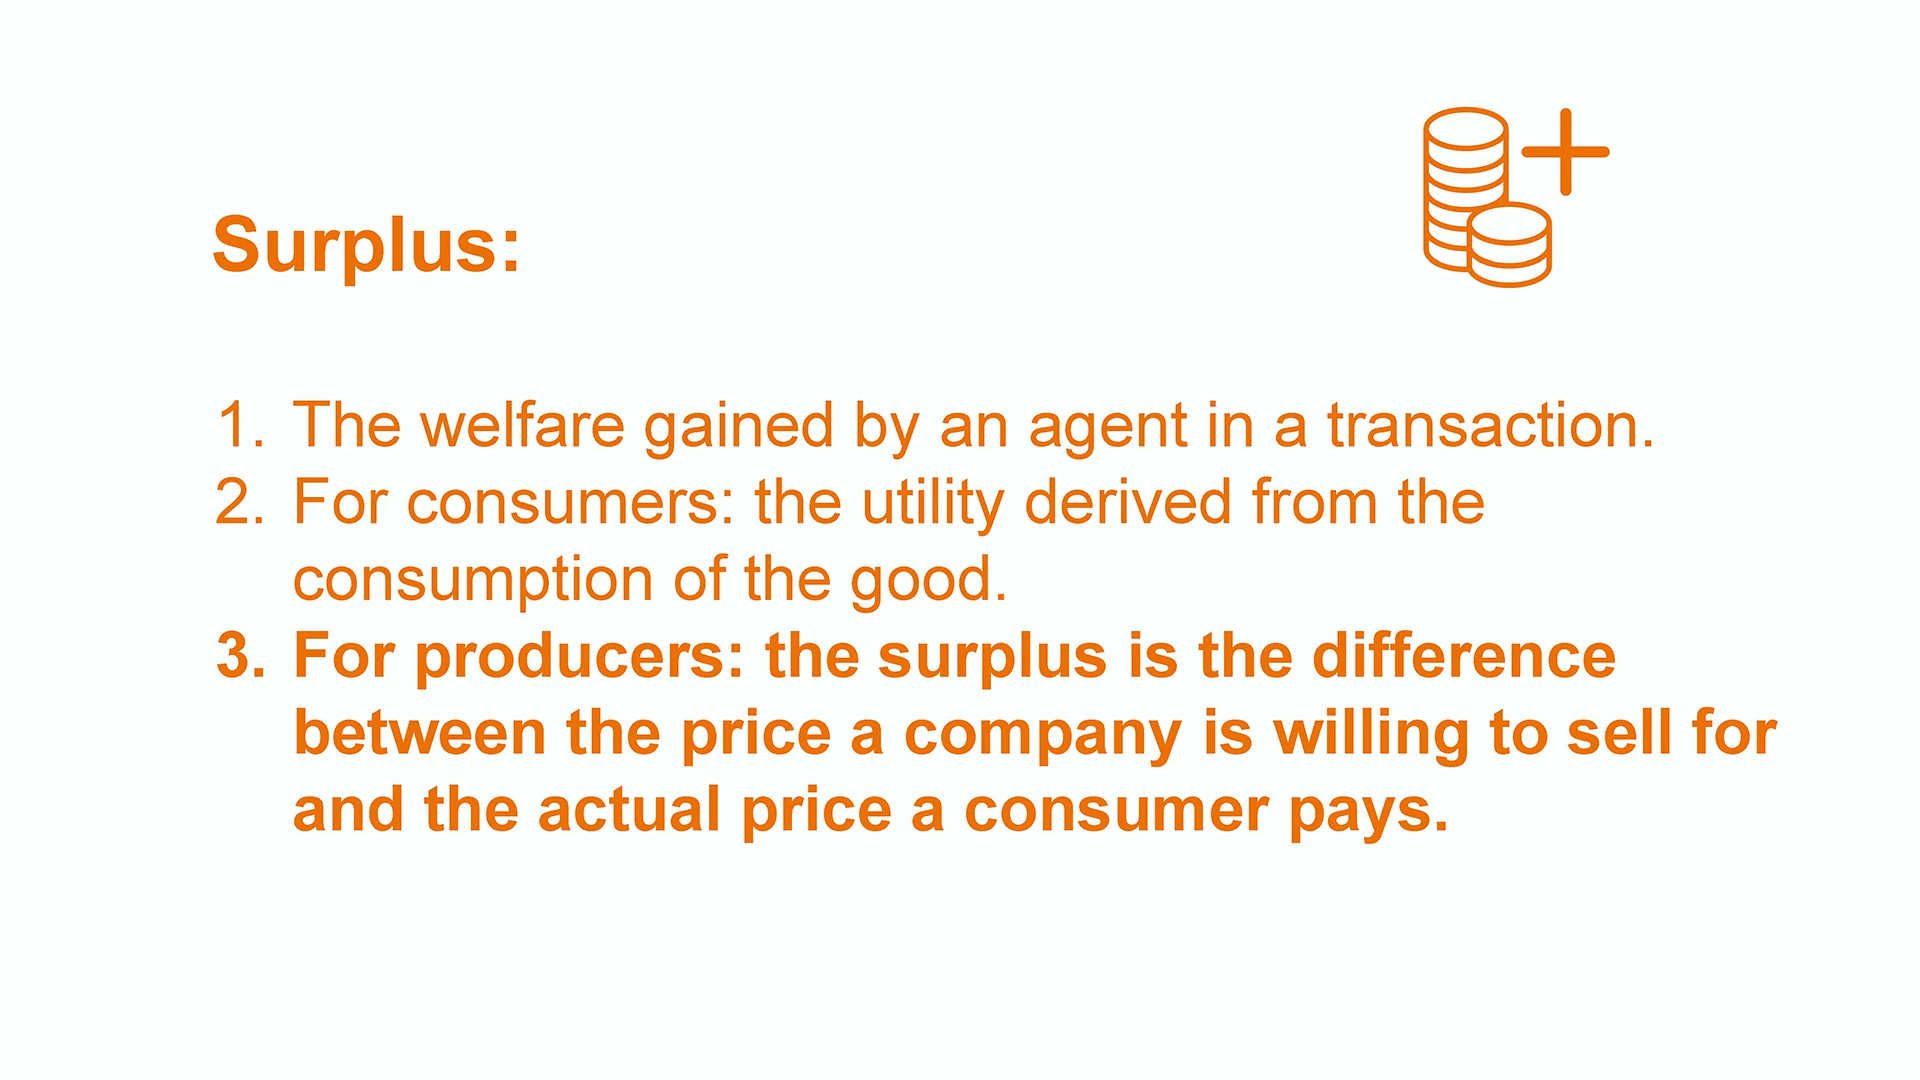 Surplus:
1. The welfare gained by an agent in a transaction.
2. For consumers: the utility derived from the
consumption of the good.
3. For producers: the surplus is the difference
between the price a company is willing to sell for
and the actual price a consumer pays.